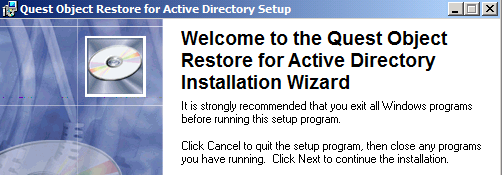 Quest Object Restore for Active Directory Setup
Welcome to the Quest Object
Restore for Active Directory
Installation Wizard
It is strongly recommended that you exit all Windows programs
before running this setup program.
Click Cancel to quit the setup program, then close any programs
you have running. Click Next to continue the installation.